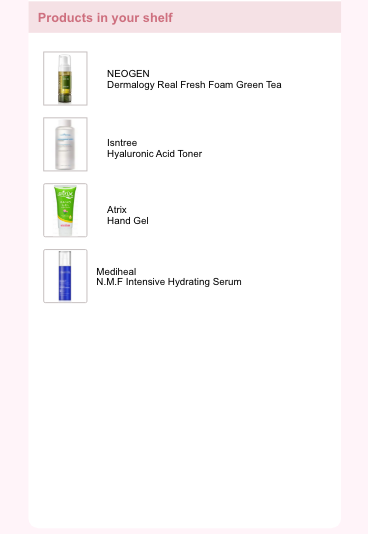 Products in your shelf
NEOGEN
Dermalogy Real Fresh Foam Green Tea
Isntree
Hyaluronic Acid Toner
Atrix
Hand Gel
Mediheal
N.M.F Intensive Hydrating Serum